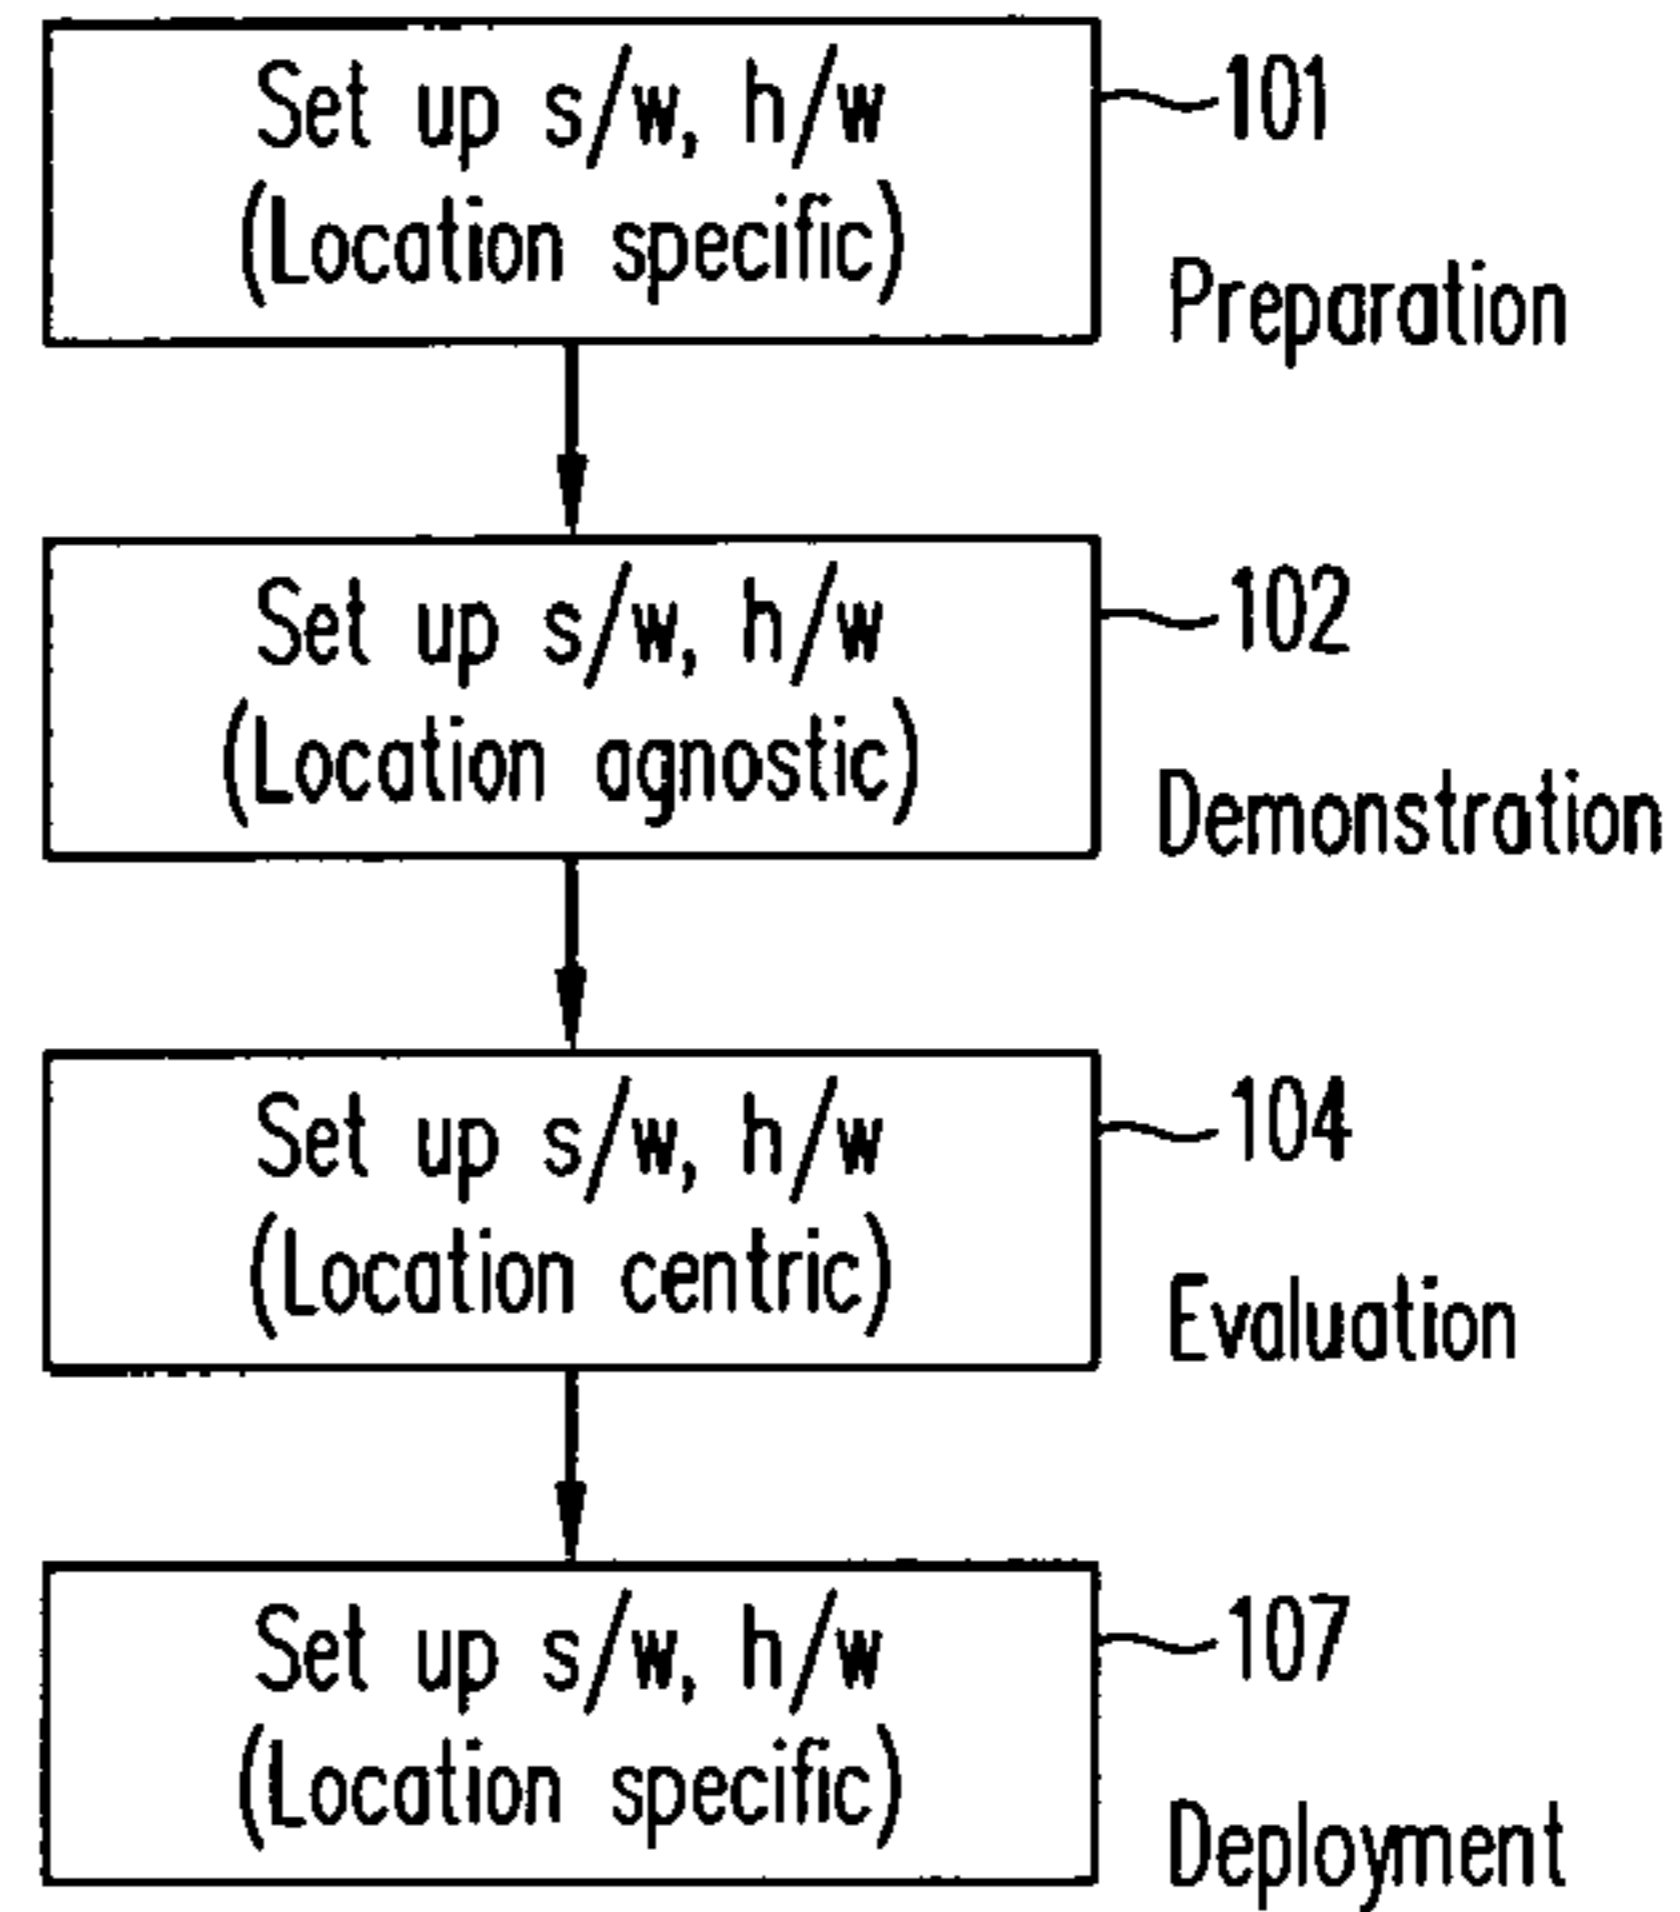 Set up s/w, h/w
(Location specific)
101
Preparation
Set up s/w, h/w
(Location agnostic)
102
Demonstration
Set up s/w, h/w
(Location centric)
104
Evaluation
Set up s/w, h/w
(Location specific)
107
Deployment